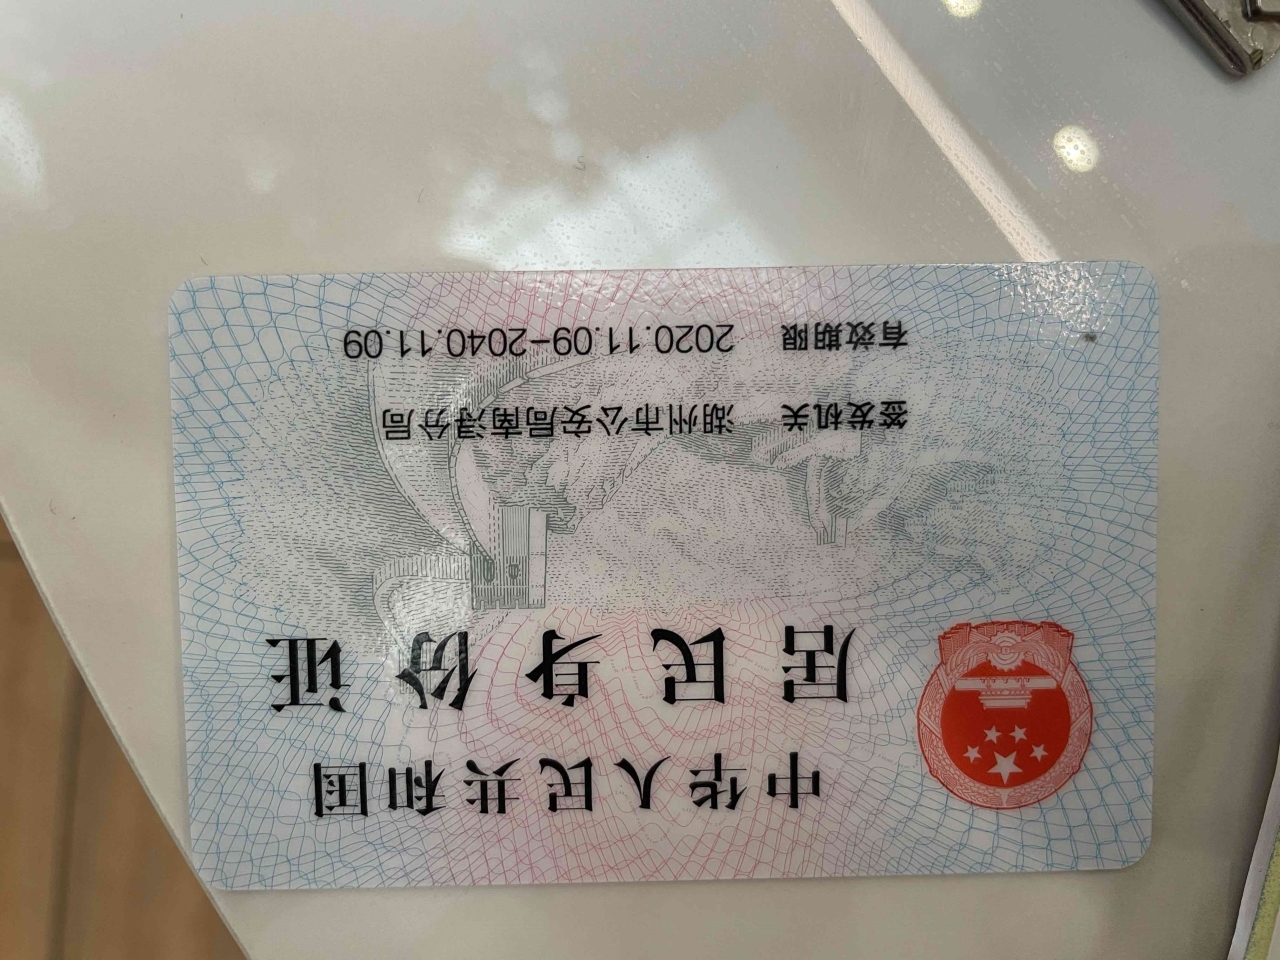 中华人民共和国
居民身份证
签发机关 湖州市公安局南浔分局
有效期限 2020.11.09-2040.11.09